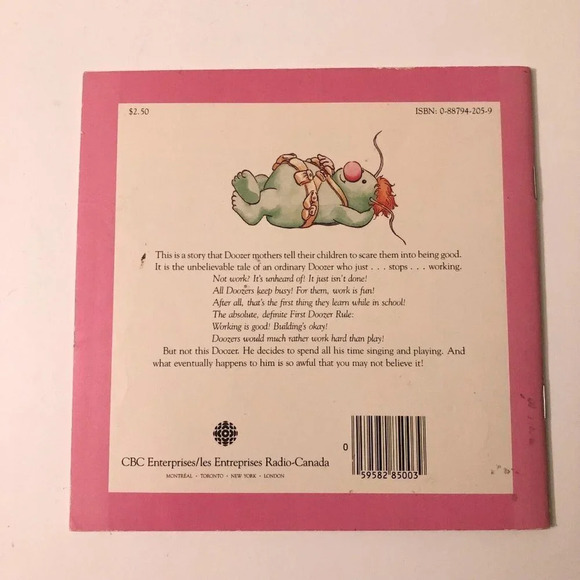 $2.50
ISBN: 0-88794-205-9
This is a story that Doozer mothers tell their children to scare them into being good.
It is the unbelievable tale of an ordinary Doozer who just . . . stops . . . working.
Not work? It's unheard of! It just isn't done!
All Doozers keep busy! For them, work is fun!
After all, that's the first thing they learn while in school!
The absolute, definite First Doozer Rule:
Working is good! Building's okay!
Doozers would much rather work hard than play!
But not this Doozer. He decides to spend all his time singing and playing. And
what eventually happens to him is so awful that you may not believe it!
CBC Enterprises/les Entreprises Radio-Canada
MONTRÉAL • TORONTO • NEW YORK • LONDON
0
59582 85003